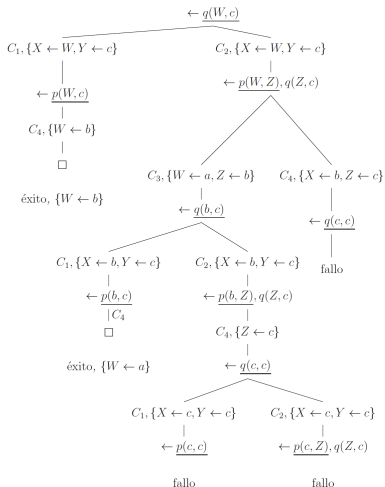 ← q(W, c)
C₁, {X ← W, Y ← c}
C₂, {X ← W, Y ← c}
← p(W, c)
← p(W, Z), q(Z, c)
C₄, {W ← b}
□
éxito, {W ← b}
C₃, {W ← a, Z ← b}
C₄, {X ← b, Z ← c}
← q(b, c)
← q(c, c)
C₁, {X ← b, Y ← c}
C₂, {X ← b, Y ← c}
fallo
← p(b, c)
← p(b, Z), q(Z, c)
C₄
C₄, {Z ← c}
□
éxito, {W ← a}
← q(c, c)
C₁, {X ← c, Y ← c}
C₂, {X ← c, Y ← c}
← p(c, c)
← p(c, Z), q(Z, c)
fallo
fallo